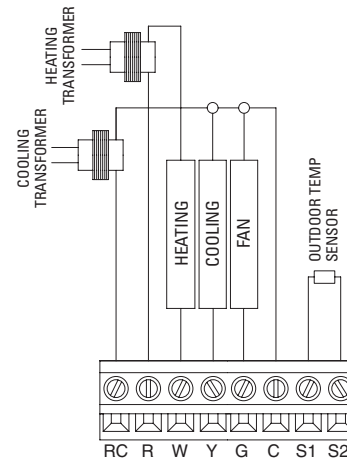 HEATING
TRANSFORMER
COOLING
TRANSFORMER
HEATING
COOLING
FAN
OUTDOOR TEMP
SENSOR
RC R W Y G C S1 S2